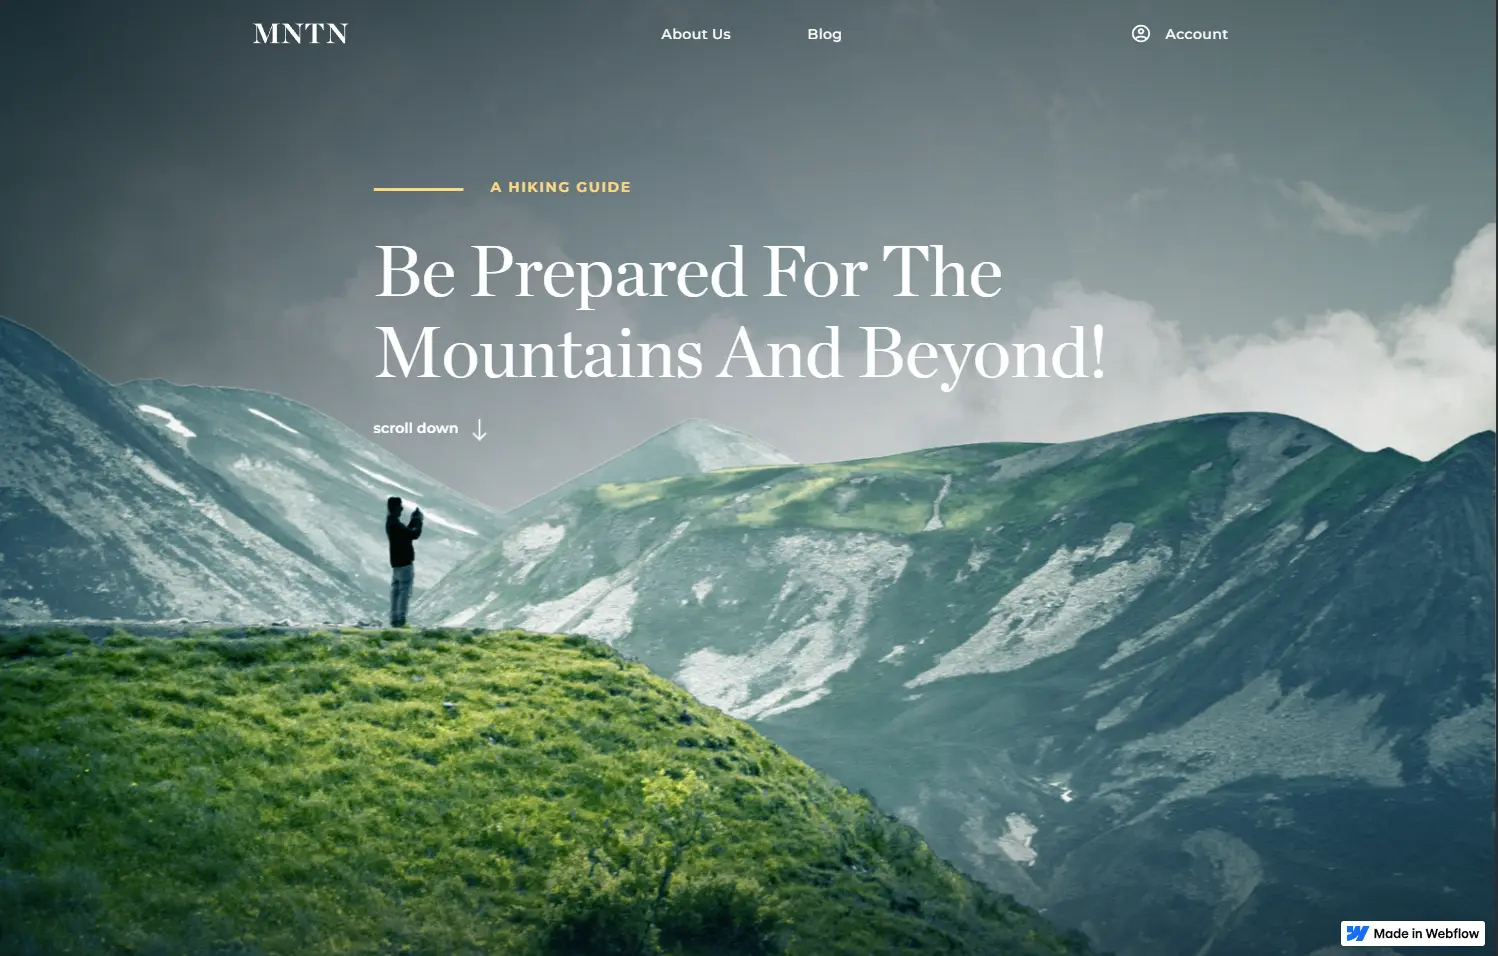 MNTN
About Us
Blog
Account
A HIKING GUIDE
Be Prepared For The
Mountains And Beyond!
scroll down
Made in Webflow